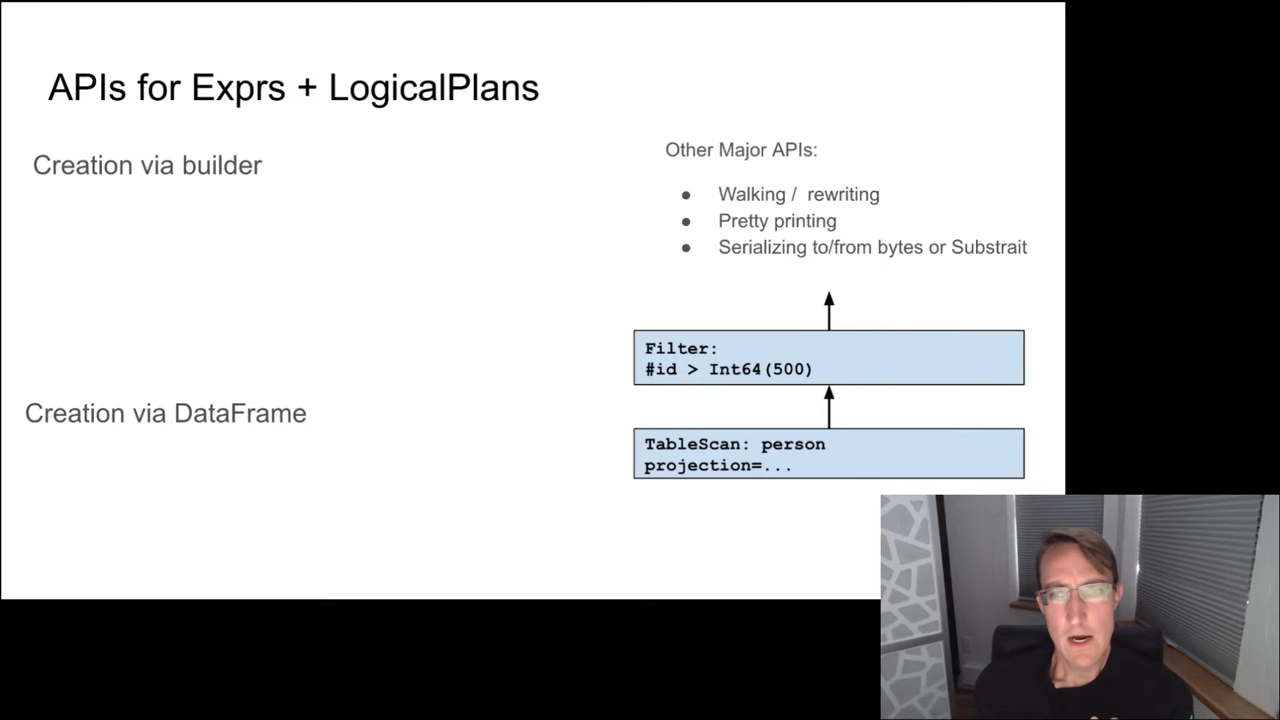 APIs for Exprs + LogicalPlans
Creation via builder
Other Major APIs:
● Walking / rewriting
● Pretty printing
● Serializing to/from bytes or Substrait
Filter:
#id > Int64(500)
Creation via DataFrame
TableScan: person
projection=...